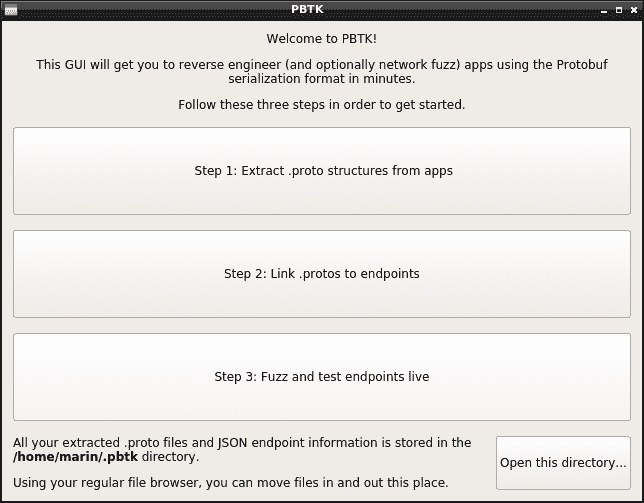 PBTK
Welcome to PBTK!
This GUI will get you to reverse engineer (and optionally network fuzz) apps using the Protobuf
serialization format in minutes.
Follow these three steps in order to get started.
Step 1: Extract .proto structures from apps
Step 2: Link .protos to endpoints
Step 3: Fuzz and test endpoints live
All your extracted .proto files and JSON endpoint information is stored in the
/home/marin/.pbtk directory.
Open this directory...
Using your regular file browser, you can move files in and out this place.